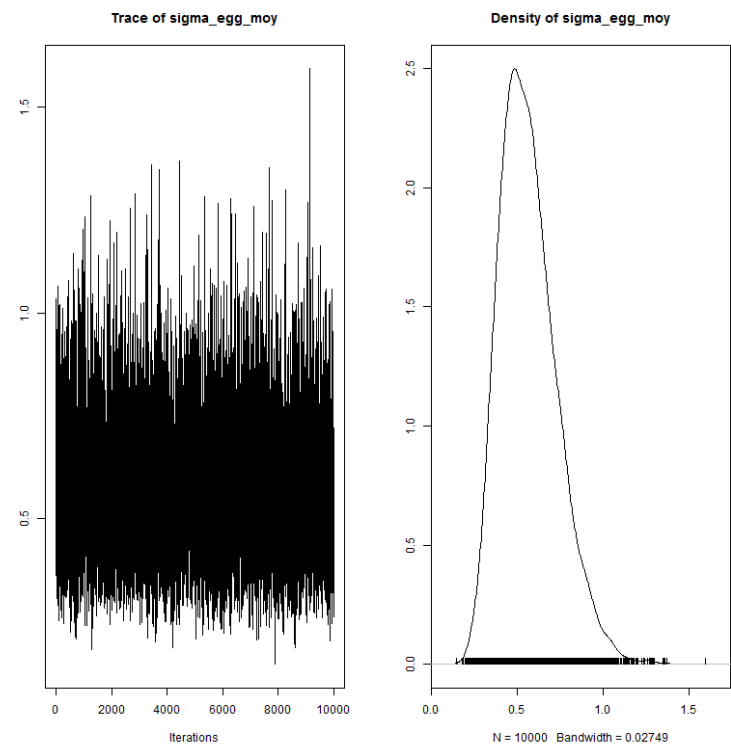 Trace of sigma_egg_moy
Density of sigma_egg_moy
1.5
1.0
0.5
0 2000 4000 6000 10000
Iterations
2.5
2.0
1.5
1.0
0.5
0.0
0.0 0.5 1.0 1.5
N = 10000 Bandwidth = 0.02749